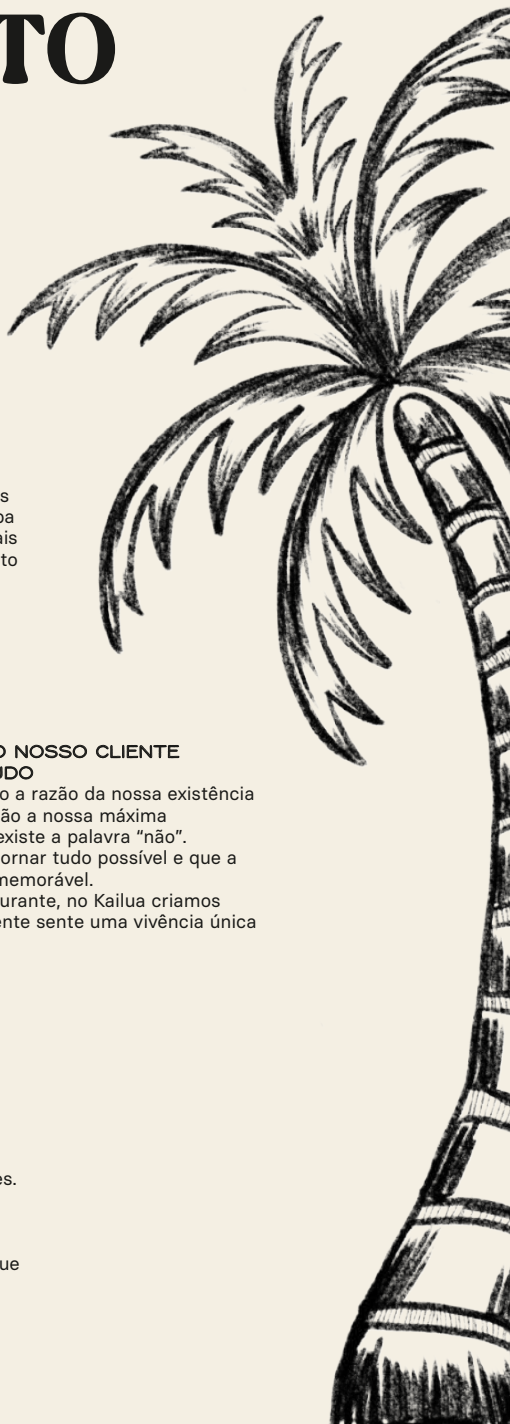 TO
s
pa
ais
to
O NOSSO CLIENTE
UDO
o a razão da nossa existência
ão a nossa máxima
existe a palavra “não”.
ornar tudo possível e que a
memorável.
urante, no Kailua criamos
ente sente uma vivência única
es.
ue